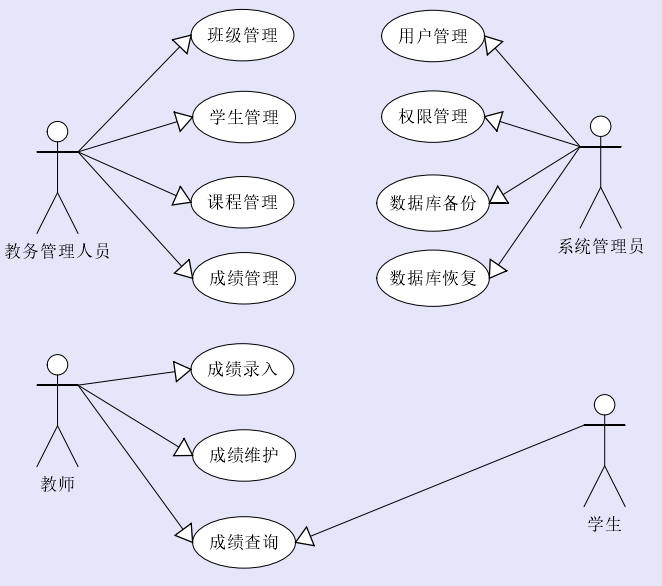 班级管理
用户管理
学生管理
权限管理
课程管理
数据库备份
教务管理人员
系统管理员
成绩管理
数据库恢复
成绩录入
成绩维护
教师
学生
成绩查询